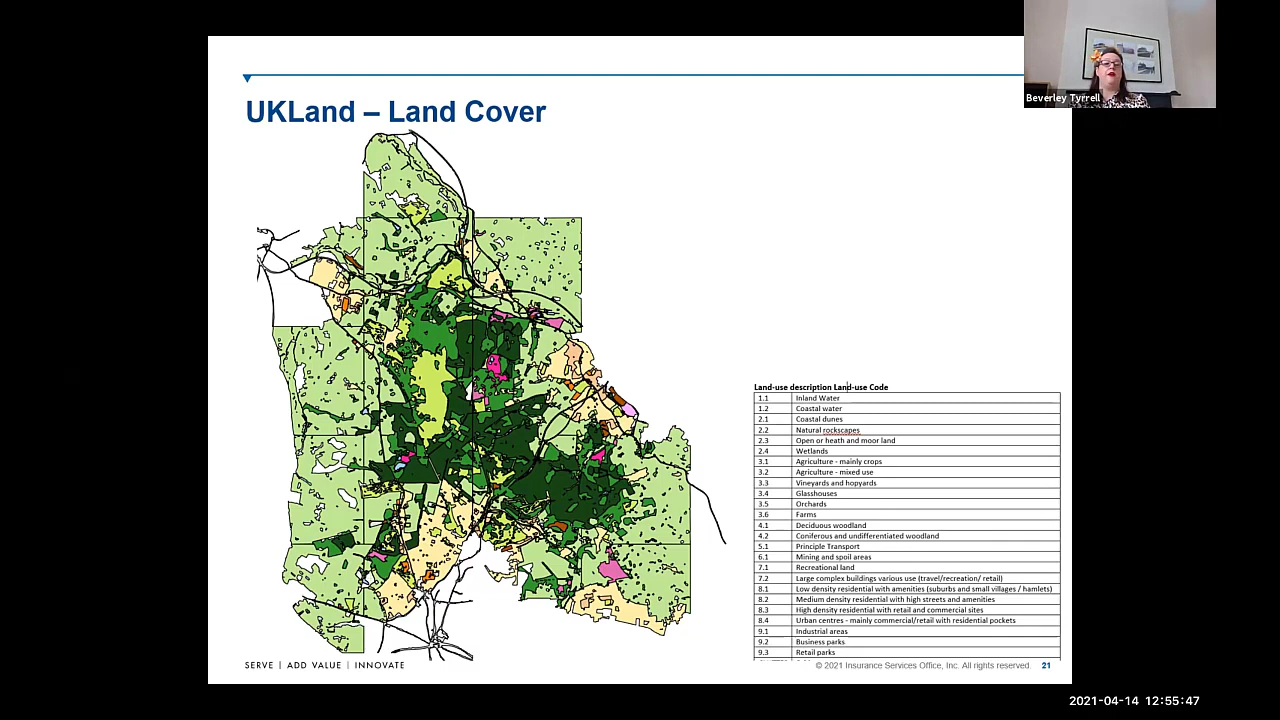 Beverley Tyrrell
UKLand – Land Cover
Land-use description Land-use Code
1.1 Inland Water
1.2 Coastal water
2.1 Coastal dunes
2.2 Natural rockscapes
2.3 Open or heath and moor land
2.4 Wetlands
3.1 Agriculture - mainly crops
3.2 Agriculture - mixed use
3.3 Vineyards and hopyards
3.4 Glasshouses
3.5 Orchards
3.6 Farms
4.1 Deciduous woodland
4.2 Coniferous and undifferentiated woodland
5.1 Principle Transport
6.1 Mining and spoil areas
7.1 Recreational land
7.2 Large complex buildings various use (travel/recreation/ retail)
8.1 Low density residential with amenities (suburbs and small villages / hamlets)
8.2 Medium density residential with high streets and amenities
8.3 High density residential with retail and commercial sites
8.4 Urban centres - mainly commercial/retail with residential pockets
9.1 Industrial areas
9.2 Business parks
9.3 Retail parks
SERVE | ADD VALUE | INNOVATE
© 2021 Insurance Services Office, Inc. All rights reserved. 21
2021-04-14 12:55:47